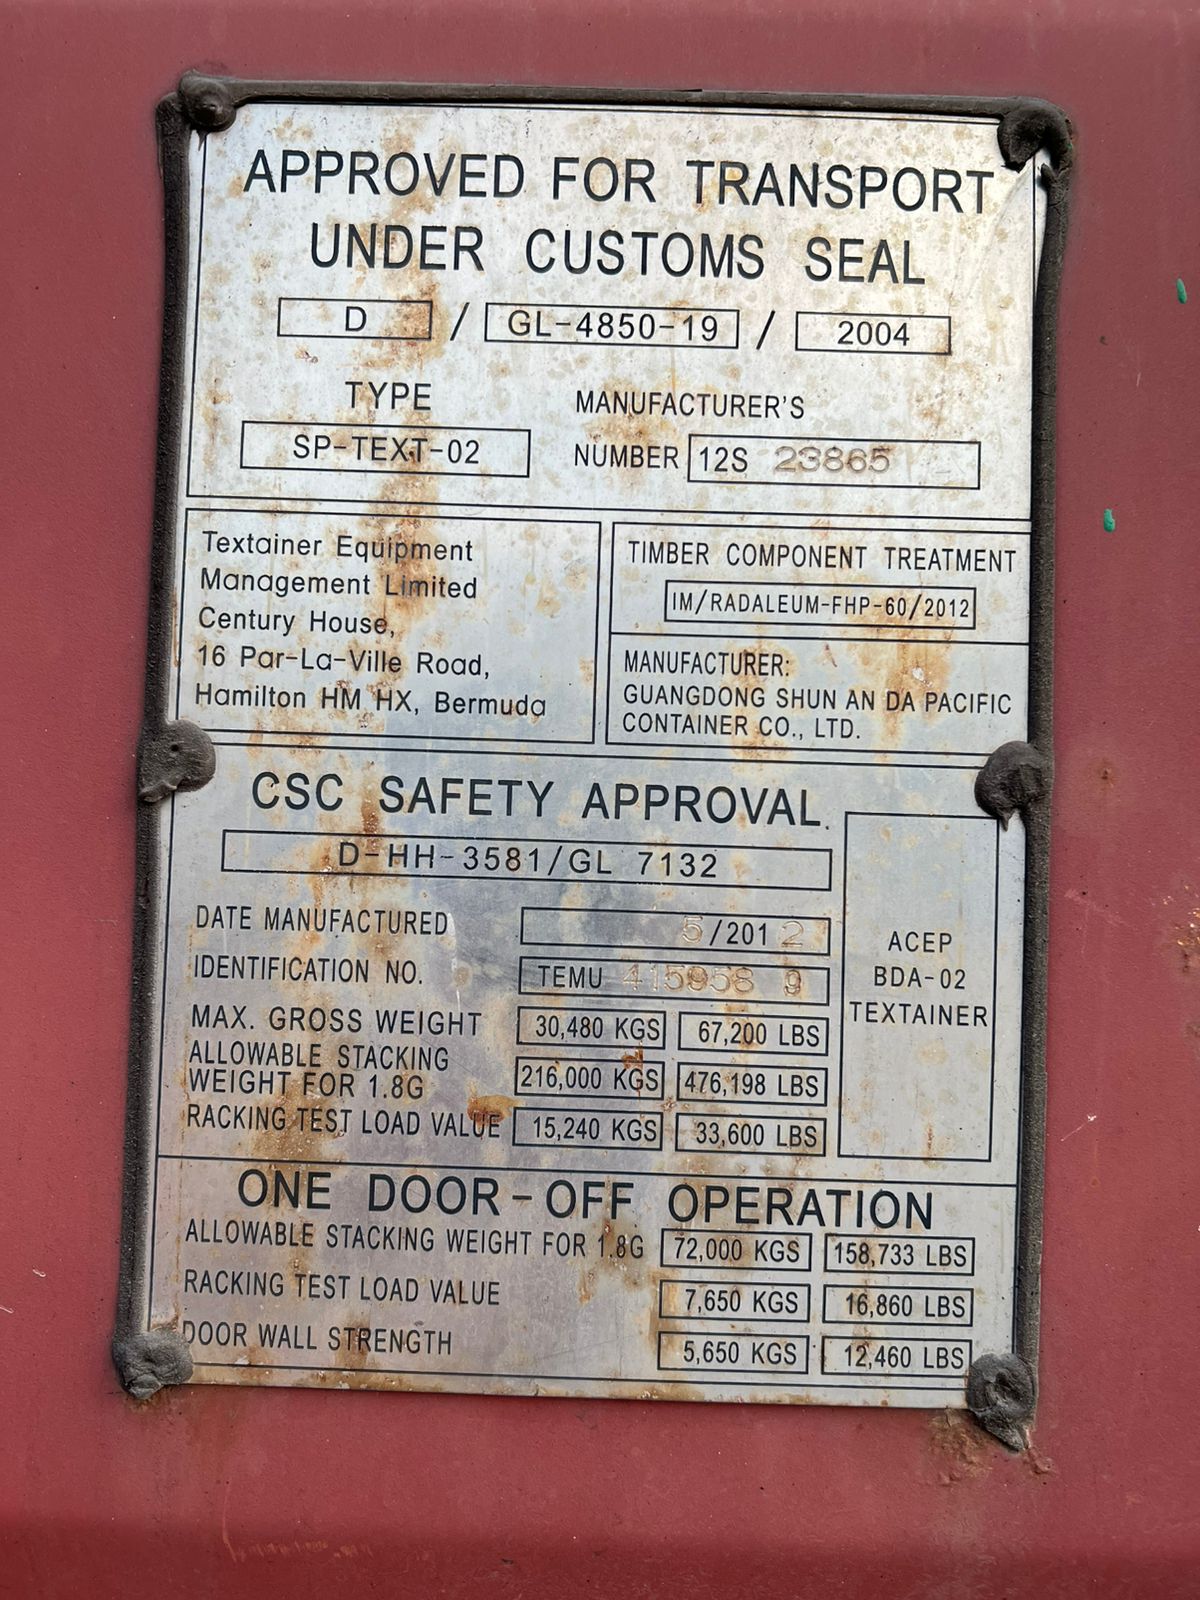 APPROVED FOR TRANSPORT
UNDER CUSTOMS SEAL
D / GL-4850-19 / 2004
TYPE
SP-TEXT-02
MANUFACTURER'S
NUMBER 12S 23865
Textainer Equipment
Management Limited
Century House,
16 Par-La-Ville Road,
Hamilton HM HX, Bermuda
TIMBER COMPONENT TREATMENT
IM/RADALEUM-FHP-60/2012
MANUFACTURER:
GUANGDONG SHUN AN DA PACIFIC
CONTAINER CO., LTD.
CSC SAFETY APPROVAL
D-HH-3581/GL 7132
DATE MANUFACTURED 5/2012
IDENTIFICATION NO. TEMU 415958 9
MAX. GROSS WEIGHT 30,480 KGS 67,200 LBS
ALLOWABLE STACKING
WEIGHT FOR 1.8G 216,000 KGS 476,198 LBS
RACKING TEST LOAD VALUE 15,240 KGS 33,600 LBS
ACEP
BDA-02
TEXTAINER
ONE DOOR-OFF OPERATION
ALLOWABLE STACKING WEIGHT FOR 1.8G 72,000 KGS 158,733 LBS
RACKING TEST LOAD VALUE 7,650 KGS 16,860 LBS
DOOR WALL STRENGTH 5,650 KGS 12,460 LBS